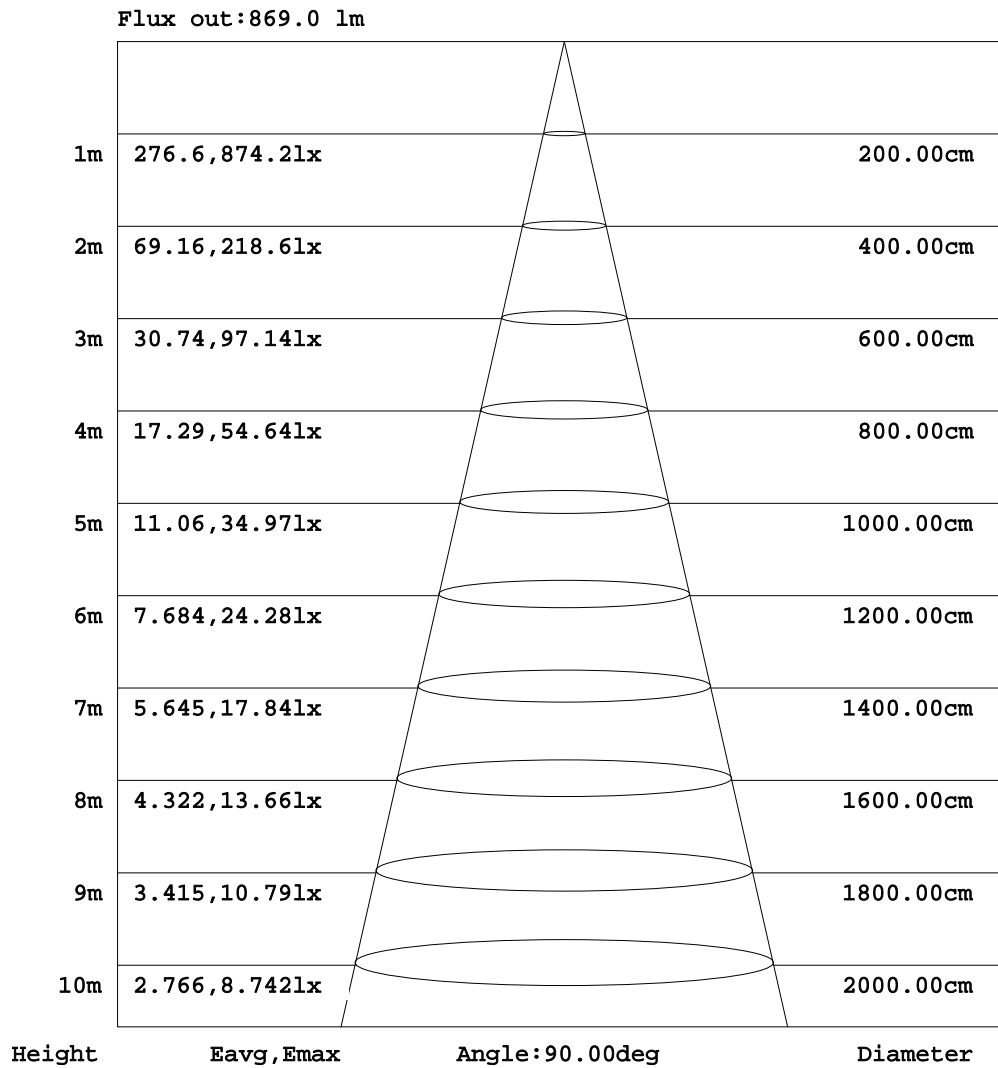 Flux out:869.0 lm
1m 276.6,874.2lx 200.00cm
2m 69.16,218.6lx 400.00cm
3m 30.74,97.14lx 600.00cm
4m 17.29,54.64lx 800.00cm
5m 11.06,34.97lx 1000.00cm
6m 7.684,24.28lx 1200.00cm
7m 5.645,17.84lx 1400.00cm
8m 4.322,13.66lx 1600.00cm
9m 3.415,10.79lx 1800.00cm
10m 2.766,8.742lx 2000.00cm
Height Eavg,Emax Angle:90.00deg Diameter